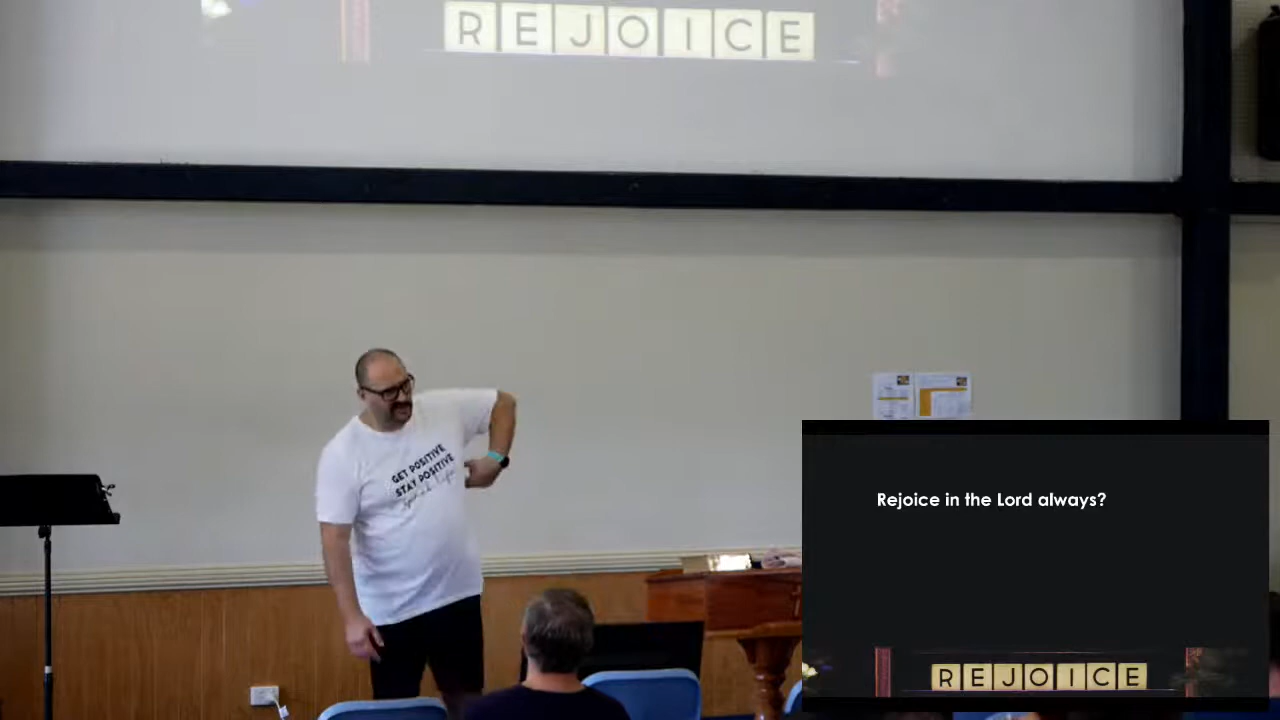 REJOICE
GET POSITIVE
STAY POSITIVE
Rejoice in the Lord always?
REJOICE